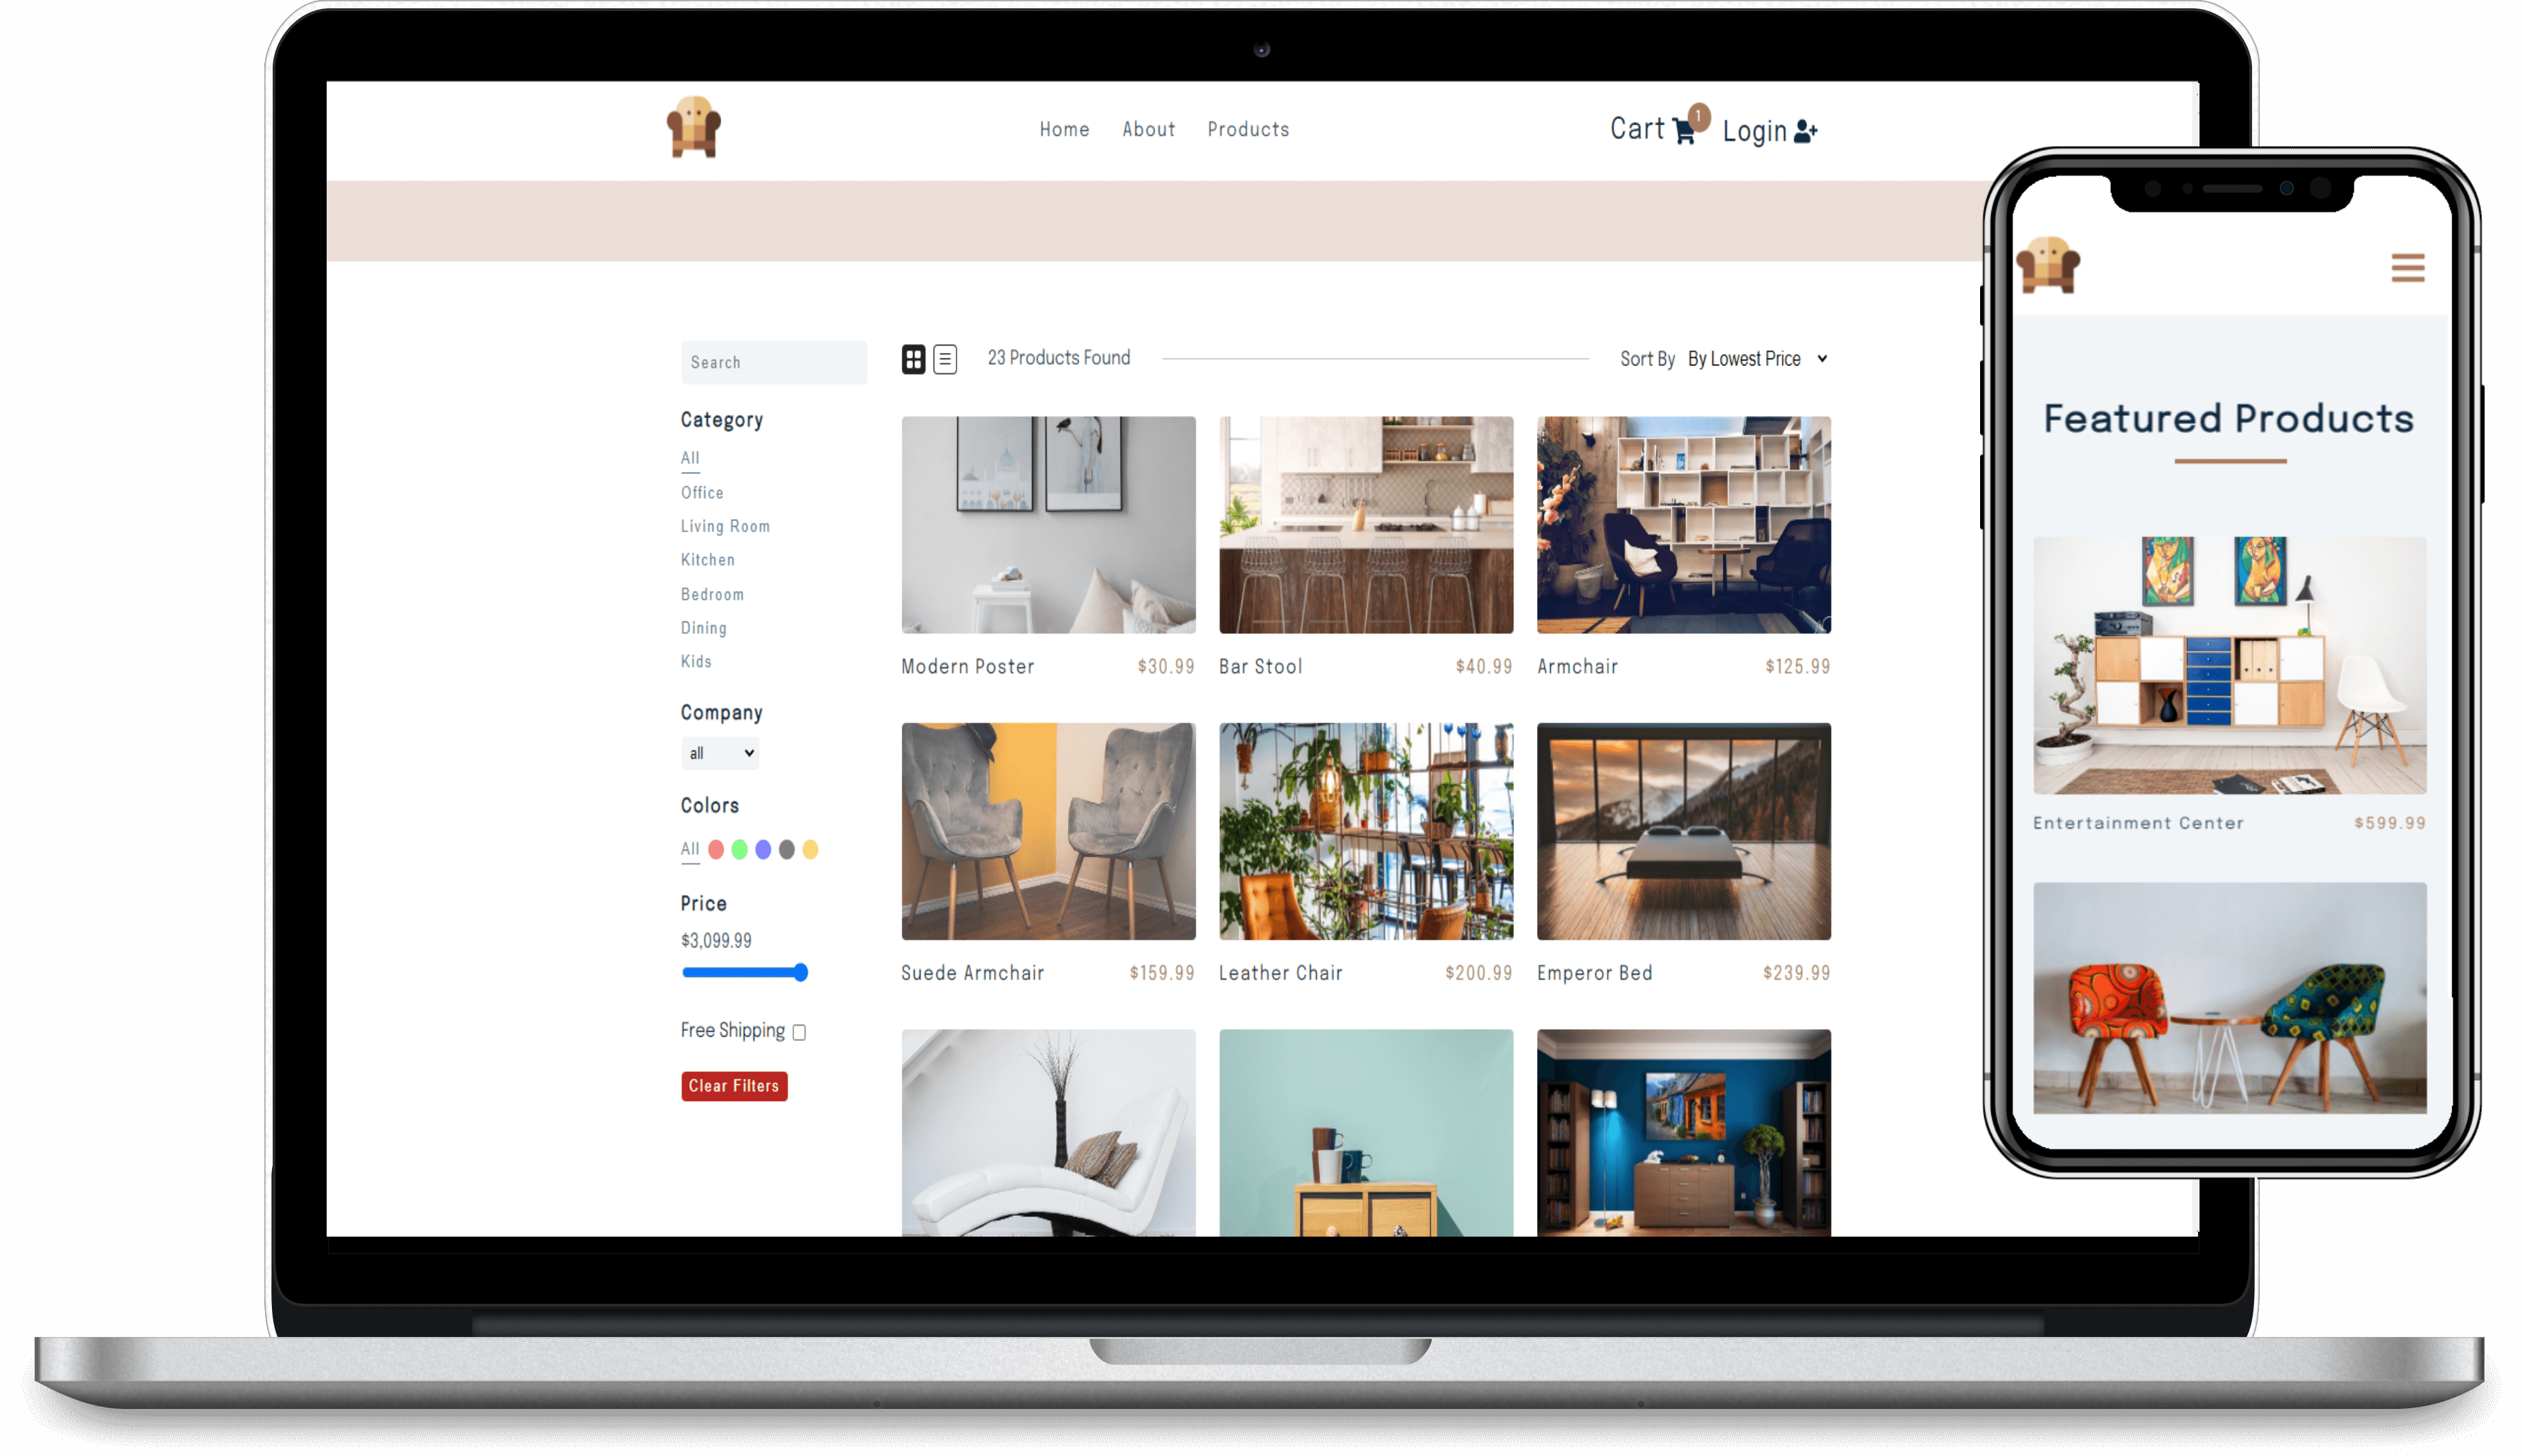 Home About Products
Cart 1 Login
Search
Category
All
Office
Living Room
Kitchen
Bedroom
Dining
Kids
Company
all
Colors
All
Price
$3,099.99
Free Shipping
Clear Filters
23 Products Found
Sort By By Lowest Price
Modern Poster $30.99
Bar Stool $40.99
Armchair $125.99
Suede Armchair $159.99
Leather Chair $200.99
Emperor Bed $239.99
Featured Products
Entertainment Center $599.99